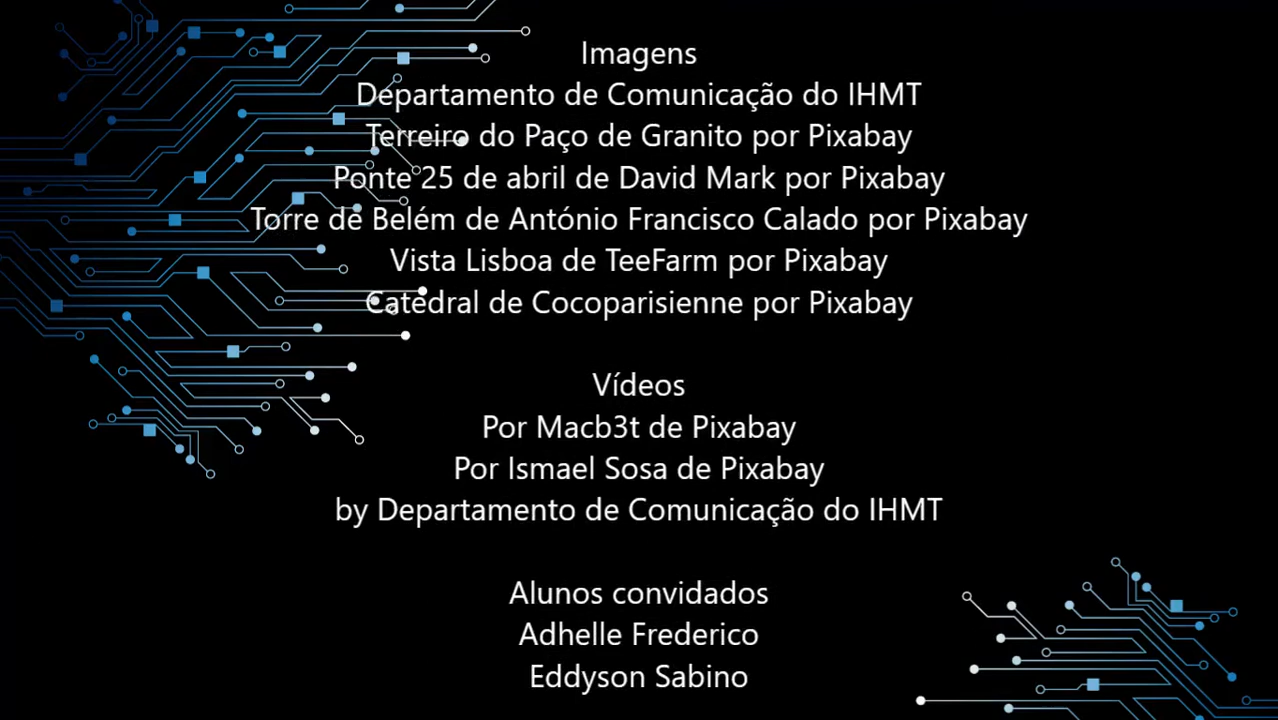 Imagens
Departamento de Comunicação do IHMT
Terreiro do Paço de Granito por Pixabay
Ponte 25 de abril de David Mark por Pixabay
Torre de Belém de António Francisco Calado por Pixabay
Vista Lisboa de TeeFarm por Pixabay
Catedral de Cocoparisienne por Pixabay
Vídeos
Por Macb3t de Pixabay
Por Ismael Sosa de Pixabay
by Departamento de Comunicação do IHMT
Alunos convidados
Adhelle Frederico
Eddyson Sabino